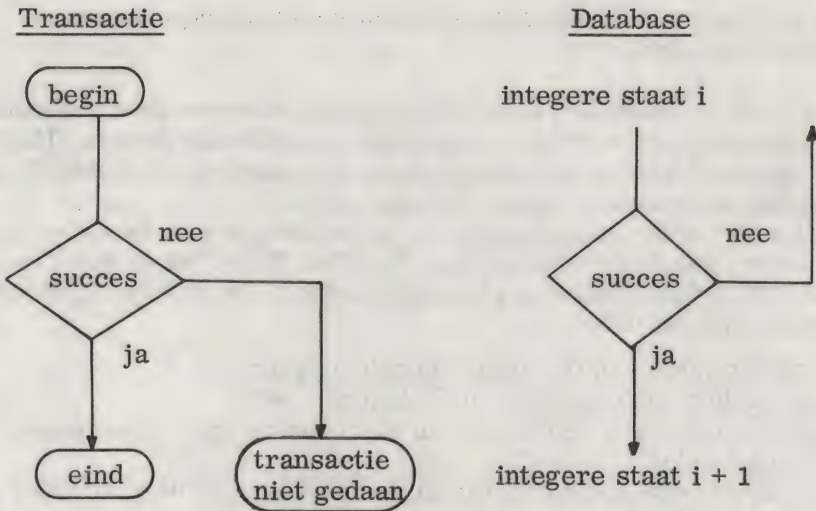 Transactie
Database
begin
integere staat i
nee
nee
succes
succes
ja
ja
eind
transactie
niet gedaan
integere staat i + 1